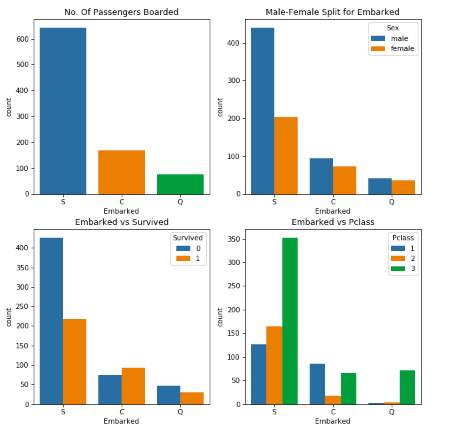 No. Of Passengers Boarded
600
500
400
300
200
100
0
count
S C Q
Embarked
Male-Female Split for Embarked
Sex
male
female
400
300
200
100
0
count
S C Q
Embarked
Embarked vs Survived
Survived
0
1
400
350
300
250
200
150
100
50
0
count
S C Q
Embarked
Embarked vs Pclass
Pclass
1
2
3
350
300
250
200
150
100
50
0
count
S C Q
Embarked